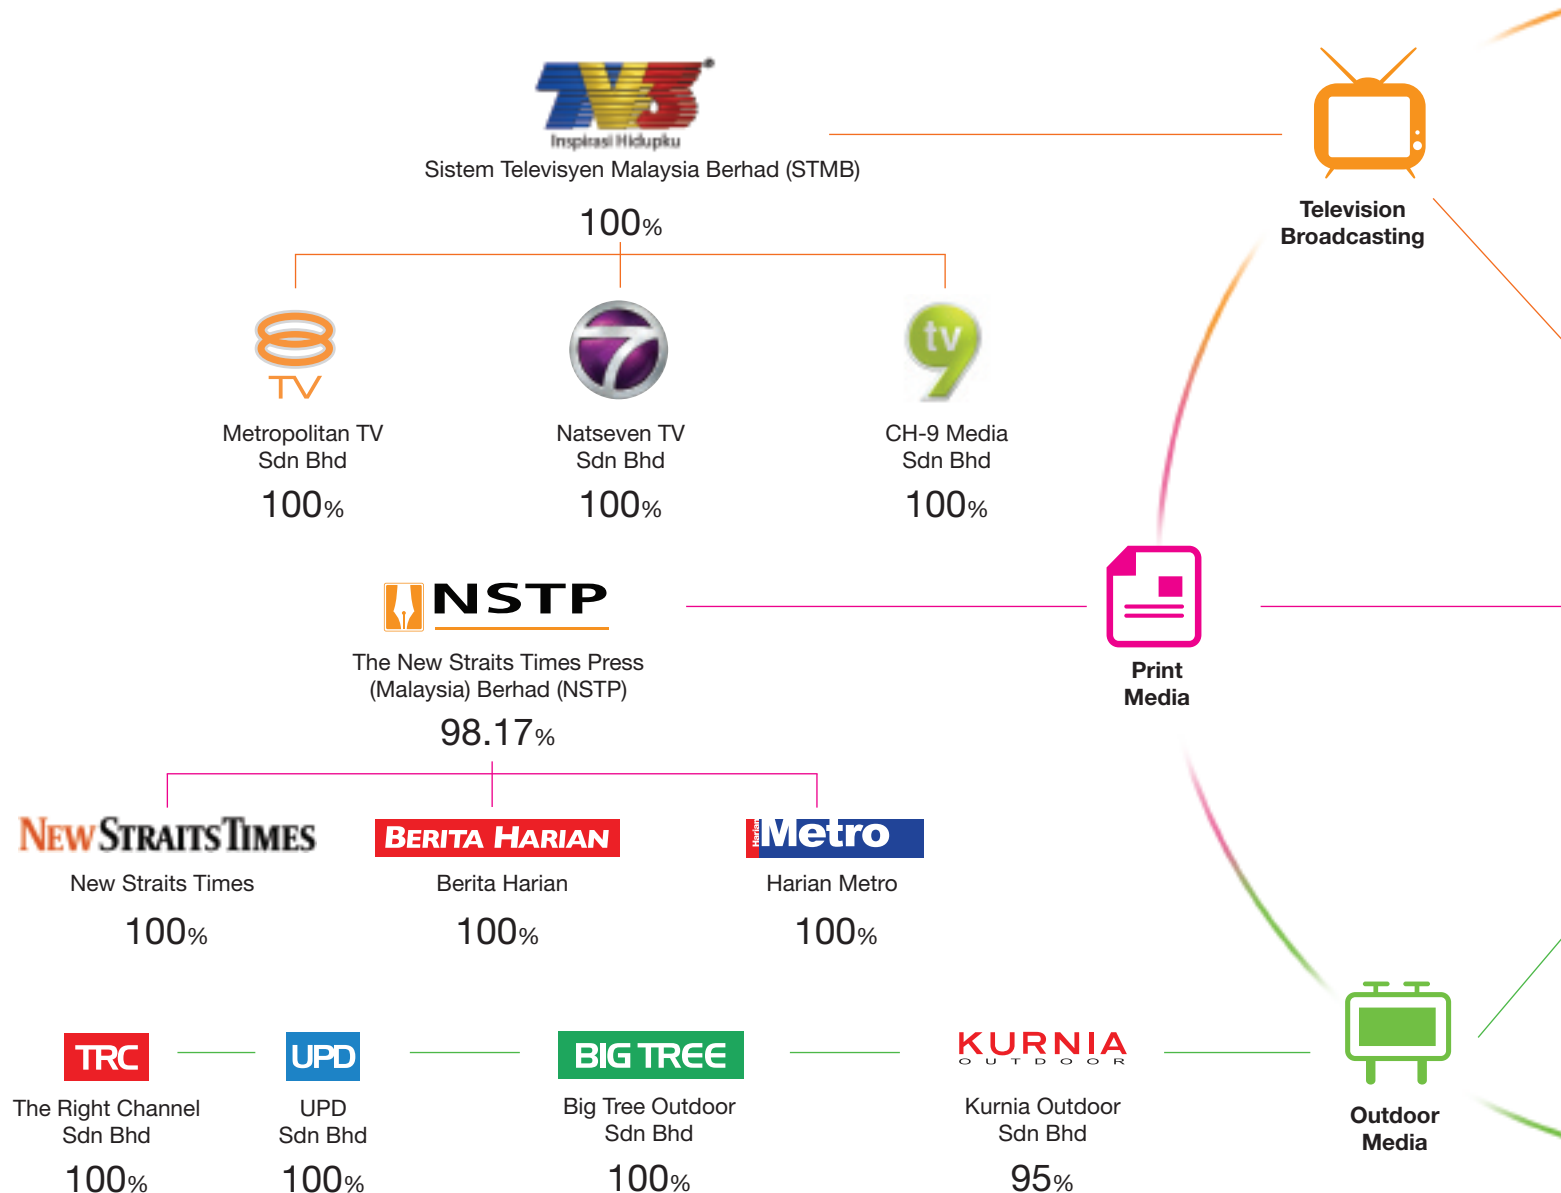 TV3
Inspirasi Hidupku
Sistem Televisyen Malaysia Berhad (STMB)
100%
Television
Broadcasting
TV
7
tv
9
Metropolitan TV
Sdn Bhd
100%
Natseven TV
Sdn Bhd
100%
CH-9 Media
Sdn Bhd
100%
NSTP
The New Straits Times Press
(Malaysia) Berhad (NSTP)
98.17%
Print
Media
NEW STRAITS TIMES
New Straits Times
100%
BERITA HARIAN
Berita Harian
100%
Harian Metro
Harian Metro
100%
TRC
The Right Channel
Sdn Bhd
100%
UPD
UPD
Sdn Bhd
100%
BIG TREE
Big Tree Outdoor
Sdn Bhd
100%
KURNIA
OUTDOOR
Kurnia Outdoor
Sdn Bhd
95%
Outdoor
Media